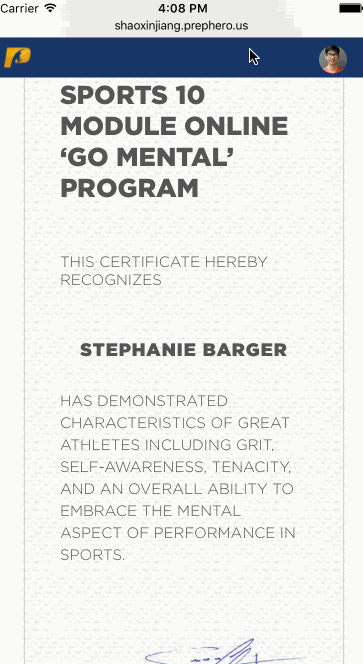 Carrier 4:08 PM
shaoxinjiang.prephero.us
SPORTS 10
MODULE ONLINE
‘GO MENTAL’
PROGRAM
THIS CERTIFICATE HEREBY
RECOGNIZES
STEPHANIE BARGER
HAS DEMONSTRATED
CHARACTERISTICS OF GREAT
ATHLETES INCLUDING GRIT,
SELF-AWARENESS, TENACITY,
AND AN OVERALL ABILITY TO
EMBRACE THE MENTAL
ASPECT OF PERFORMANCE IN
SPORTS.